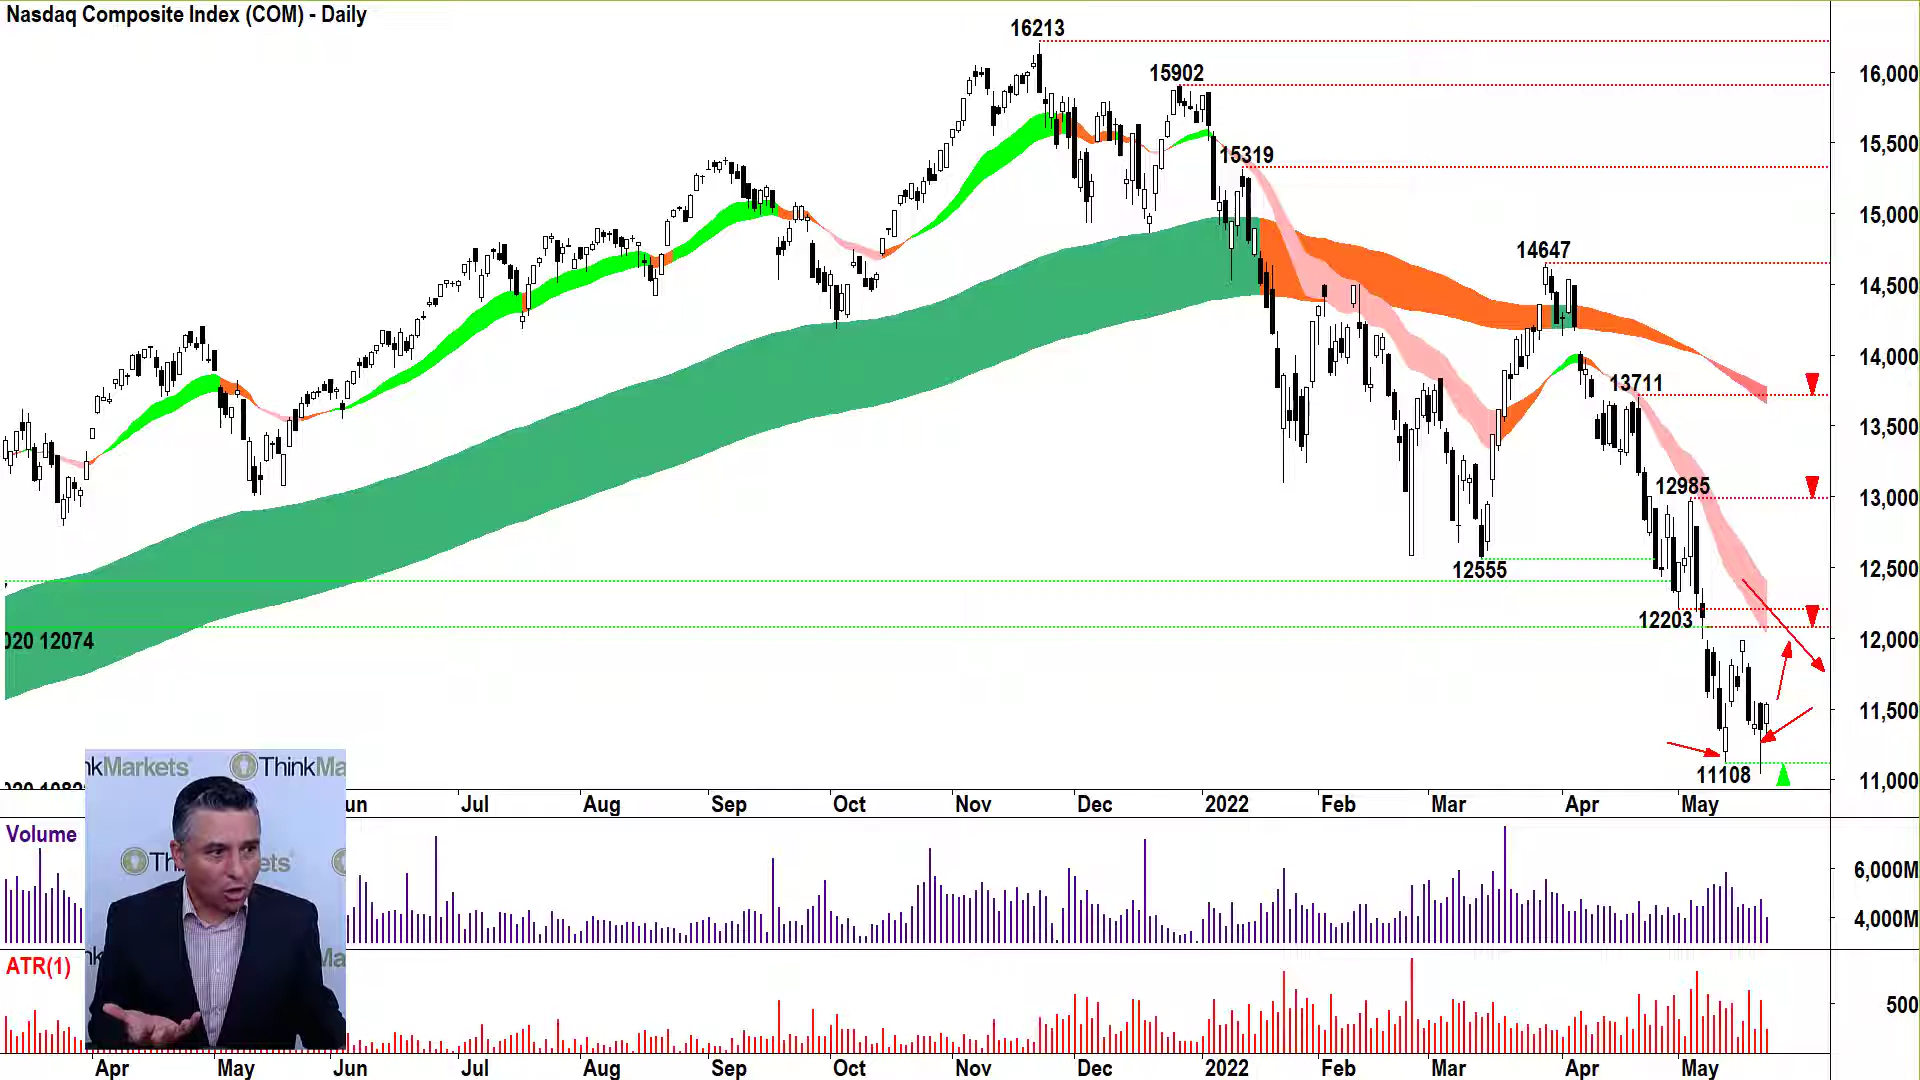 Nasdaq Composite Index (COM) - Daily
16213
15902
15319
14647
13711
12985
12555
12203
11108
020 12074
16,000
15,500
15,000
14,500
14,000
13,500
13,000
12,500
12,000
11,500
11,000
Jul
Aug
Sep
Oct
Nov
Dec
2022
Feb
Mar
Apr
May
Volume
6,000M
4,000M
ATR(1)
500
nkMarkets
ThinkMa
Apr
May
Jun
Jul
Aug
Sep
Oct
Nov
Dec
2022
Feb
Mar
Apr
May